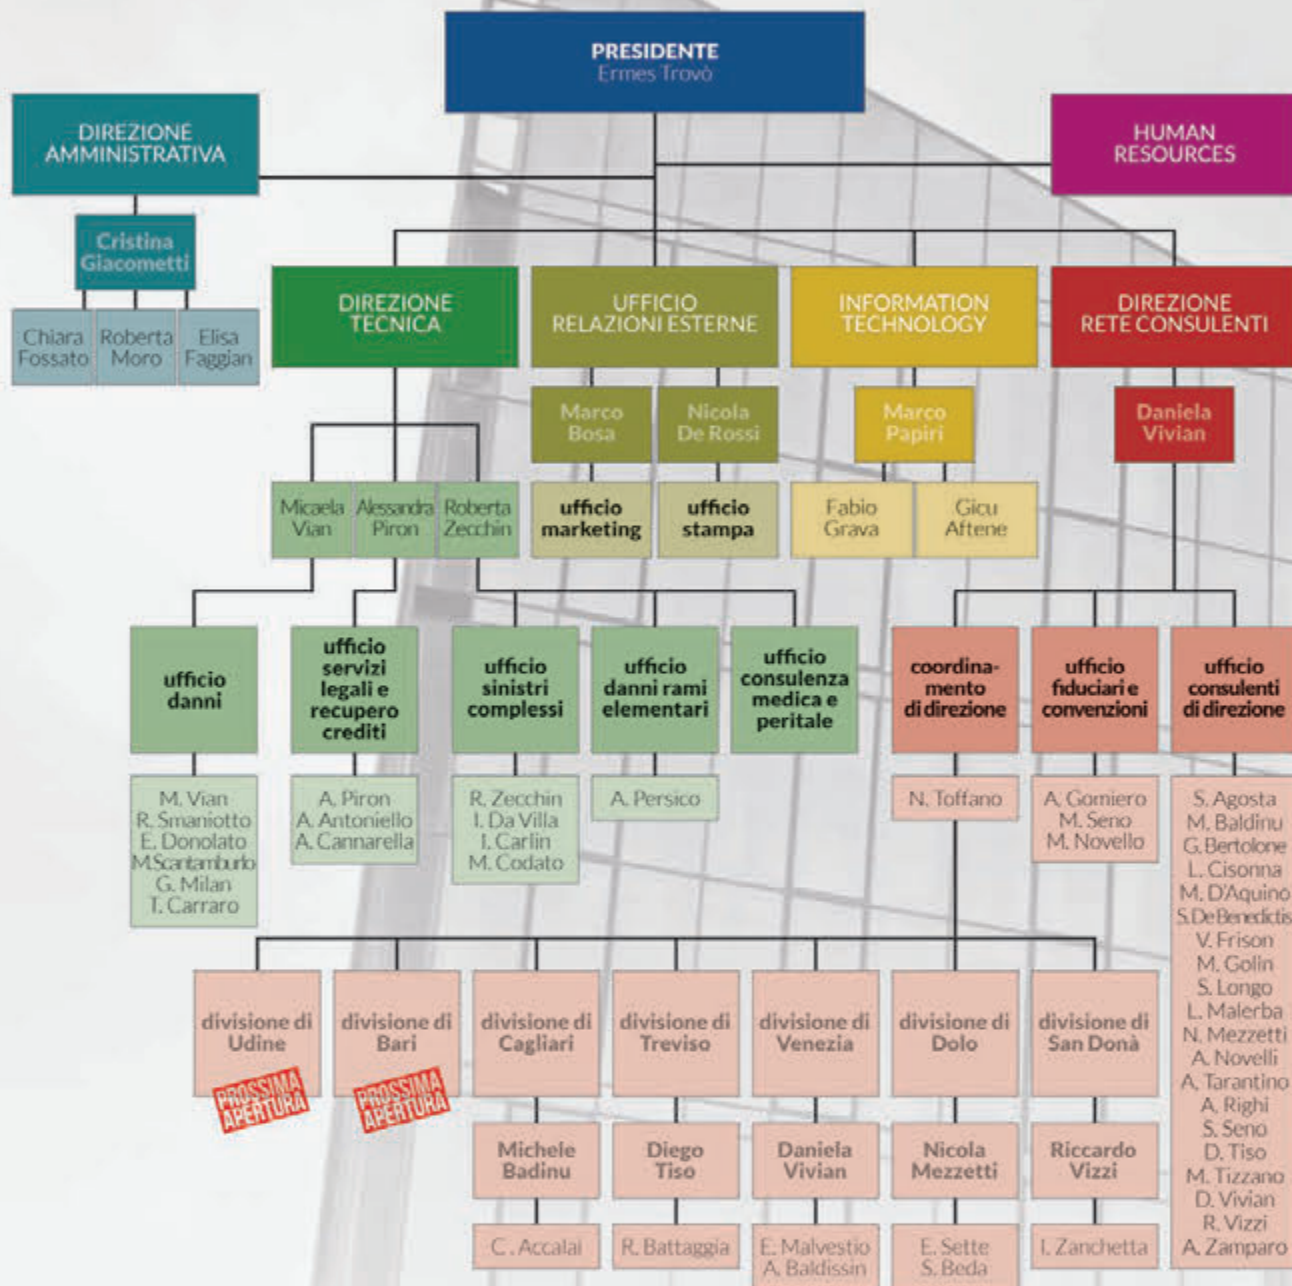 PRESIDENTE
Ermes Trovò
DIREZIONE
AMMINISTRATIVA
HUMAN
RESOURCES
Cristina
Giacometti
Chiara
Fossato
Roberta
Moro
Elisa
Faggian
DIREZIONE
TECNICA
UFFICIO
RELAZIONI ESTERNE
INFORMATION
TECHNOLOGY
DIREZIONE
RETE CONSULENTI
Marco
Bosa
Nicola
De Rossi
Marco
Papiri
Daniela
Vivian
Micaela
Vian
Alessandra
Piron
Roberta
Zecchin
ufficio
marketing
ufficio
stampa
Fabio
Grava
Gicu
Aftene
ufficio
danni
ufficio
servizi
legali e
recupero
crediti
ufficio
sinistri
complessi
ufficio
danni rami
elementari
ufficio
consulenza
medica e
peritale
coordina-
mento
di direzione
ufficio
fiduciari e
convenzioni
ufficio
consulenti
di direzione
M. Vian
R. Smaniotto
E. Donolato
M.Scantamburlo
G. Milan
T. Carraro
A. Piron
A. Antoniello
A. Cannarella
R. Zecchin
I. Da Villa
I. Carlin
M. Codato
A. Persico
N. Toffano
A. Gomiero
M. Seno
M. Novello
S. Agosta
M. Baldinu
G. Bertolone
L. Cisonna
M. D'Aquino
S.De Benedictis
V. Frison
M. Golin
S. Longo
L. Malerba
N. Mezzetti
A. Novelli
A. Tarantino
A. Righi
S. Seno
D. Tiso
M. Tizzano
D. Vivian
R. Vizzi
A. Zamparo
divisione di
Udine
PROSSIMA
APERTURA
divisione di
Bari
PROSSIMA
APERTURA
divisione di
Cagliari
divisione di
Treviso
divisione di
Venezia
divisione di
Dolo
divisione di
San Donà
Michele
Badinu
Diego
Tiso
Daniela
Vivian
Nicola
Mezzetti
Riccardo
Vizzi
C . Accalai
R. Battaggia
E. Malvestio
A. Baldissin
E. Sette
S. Beda
I. Zanchetta